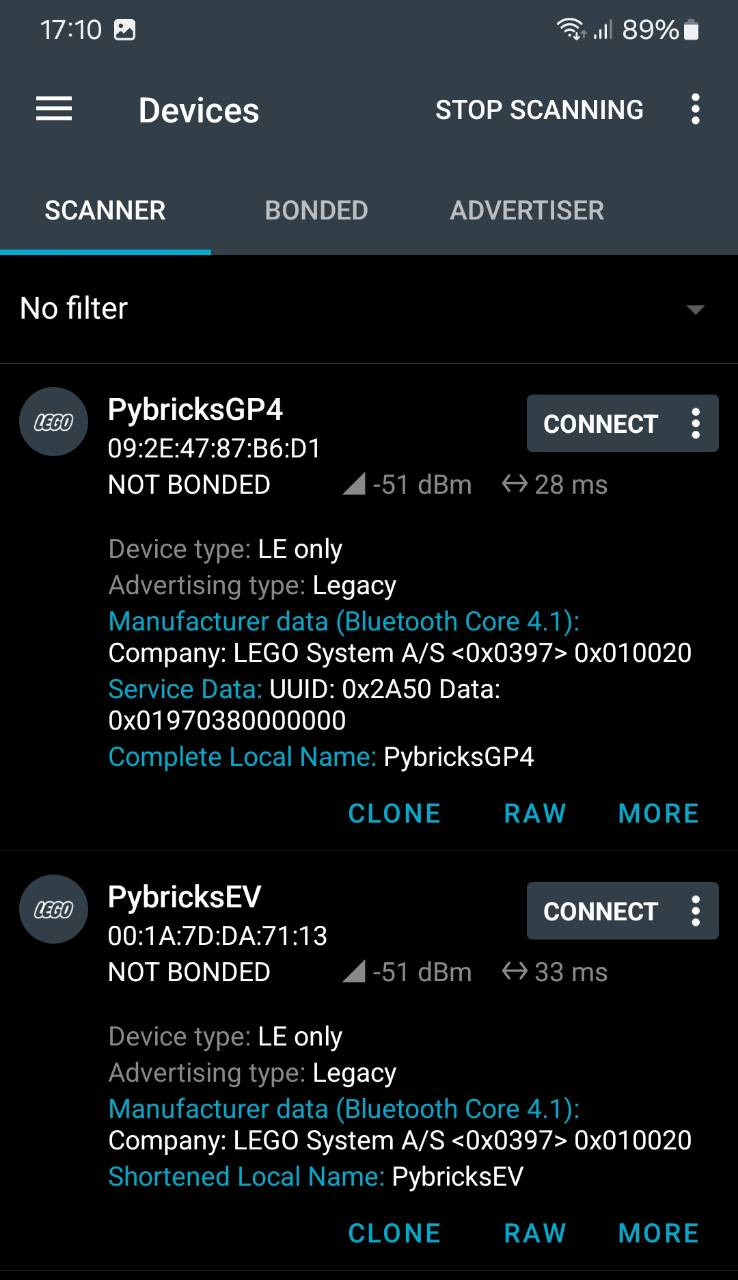 17:10 89%
Devices STOP SCANNING
SCANNER BONDED ADVERTISER
No filter
LEGO PybricksGP4 CONNECT
09:2E:47:87:B6:D1
NOT BONDED -51 dBm 28 ms
Device type: LE only
Advertising type: Legacy
Manufacturer data (Bluetooth Core 4.1):
Company: LEGO System A/S <0x0397> 0x010020
Service Data: UUID: 0x2A50 Data:
0x01970380000000
Complete Local Name: PybricksGP4
CLONE RAW MORE
LEGO PybricksEV CONNECT
00:1A:7D:DA:71:13
NOT BONDED -51 dBm 33 ms
Device type: LE only
Advertising type: Legacy
Manufacturer data (Bluetooth Core 4.1):
Company: LEGO System A/S <0x0397> 0x010020
Shortened Local Name: PybricksEV
CLONE RAW MORE